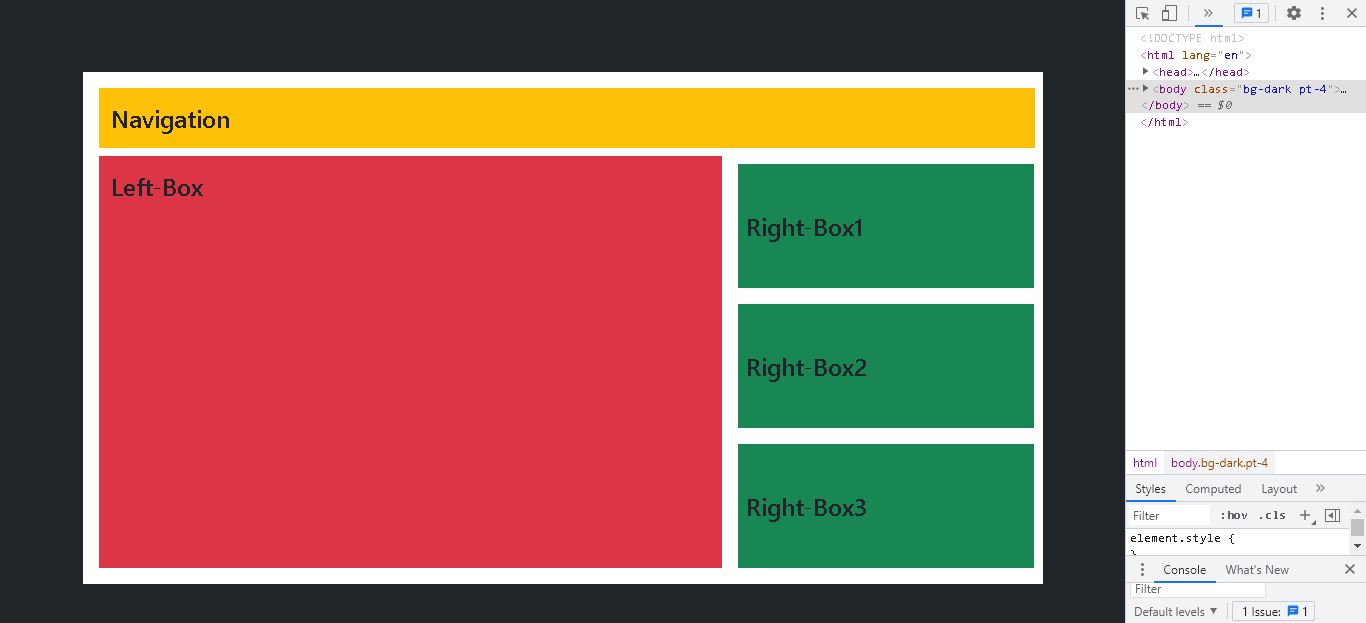 Navigation
Left-Box
Right-Box1
Right-Box2
Right-Box3
1
<!DOCTYPE html>
<html lang="en">
<head>…</head>
<body class="bg-dark pt-4">…
</body> == $0
</html>
html body.bg-dark.pt-4
Styles Computed Layout
Filter :hov .cls
element.style {
}
Console What's New
Filter
Default levels 1 Issue: 1